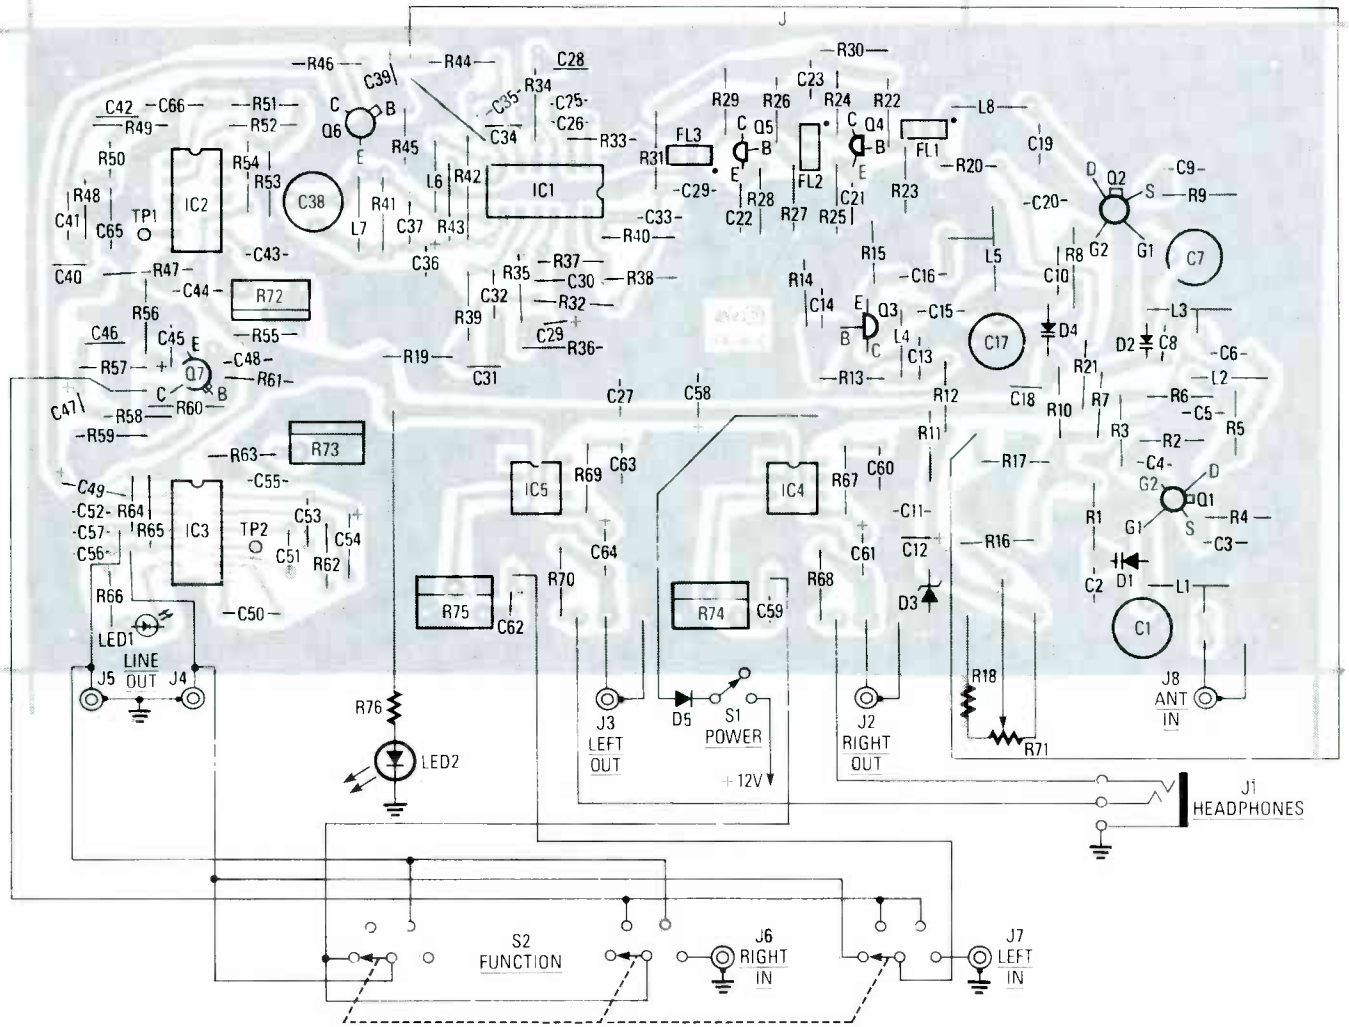 J
R30
R46
C39
R44
C28
R34
C23
R29
R26
R24
R22
C42
C66
R51
C
B
C35
C25
L8
R49
R52
Q6
C34
C26
R33
FL3
C
Q5
B
C
Q4
B
FL1
C19
R50
R54
R53
E
R45
R31
E
FL2
E
R20
C9
R48
IC2
C38
L6
R42
IC1
C29
R23
D
Q2
S
R9
C41
TP1
R41
C37
C33
C22
R28
R27
R25
C21
C20
C65
L7
R43
R40
G2
G1
C40
C43
C36
R15
L5
R8
C7
R47
R35
R37
C16
C10
C44
R72
C32
C30
R38
R14
C14
R56
R32
E
Q3
C15
L3
C46
C45
R55
R39
C29
+
B
C
L4
C17
D4
D2
C8
E
R57
+
Q7
C48
R19
R36
C13
R21
C6
R61
C31
R13
L2
C47
C
B
R60
C27
C58
R12
C18
R10
R7
R6
R58
+
C5
R59
R11
R3
R5
R63
R73
R2
+
C49
C55
IC5
R69
C63
IC4
R67
C60
R17
C4
G2
D
C52
R64
R65
IC3
C53
C54
+
C11
R1
Q1
C57
TP2
+
+
G1
S
R4
C56
C51
R62
C64
C61
C12
+
R16
C3
R66
R70
R68
C2
D1
L1
C50
R75
C62
R74
C59
D3
C1
LED1
LINE
OUT
J5
J4
R18
J8
ANT
IN
R76
J3
LEFT
OUT
D5
S1
POWER
J2
RIGHT
OUT
R71
LED2
+12V
J1
HEADPHONES
S2
FUNCTION
J6
RIGHT
IN
J7
LEFT
IN